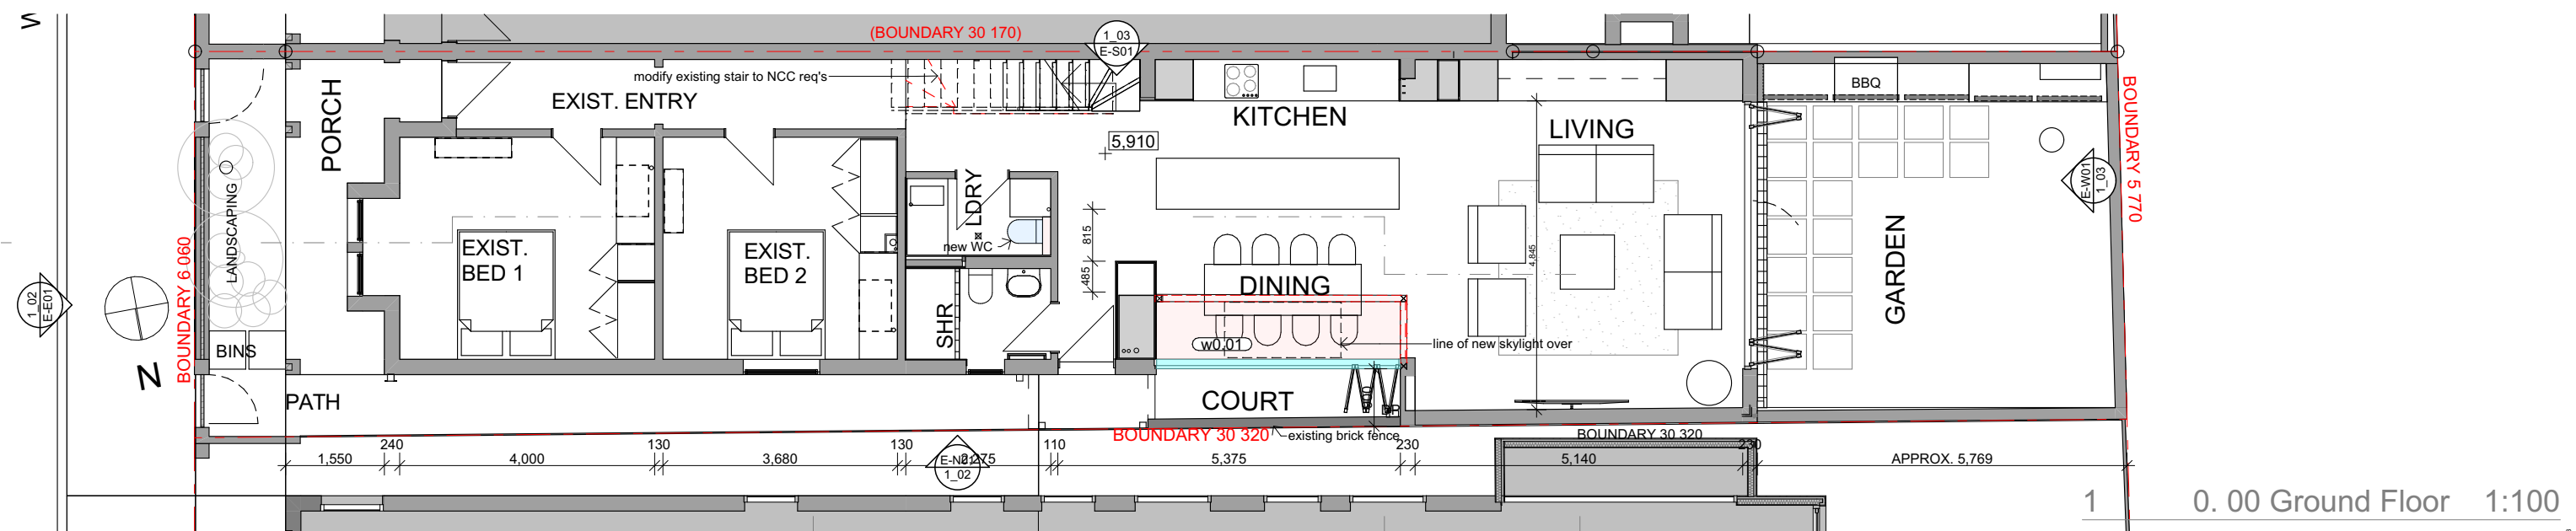 (BOUNDARY 30 170)
1_03
E-S01
modify existing stair to NCC req's
EXIST. ENTRY
PORCH
KITCHEN
LIVING
BBQ
BOUNDARY 5 770
5,910
LANDSCAPING
LDRY
new WC
815
485
4,845
E-W01
1_03
GARDEN
EXIST.
BED 1
EXIST.
BED 2
DINING
1_02
E-E01
BOUNDARY 6 060
SHR
BINS
w0.01
line of new skylight over
N
PATH
COURT
DP
BOUNDARY 30 320
existing brick fence
BOUNDARY 30 320
240
130
130
110
230
230
1,550
4,000
3,680
E-N01
1_02
5,375
5,140
APPROX. 5,769
1 0. 00 Ground Floor 1:100